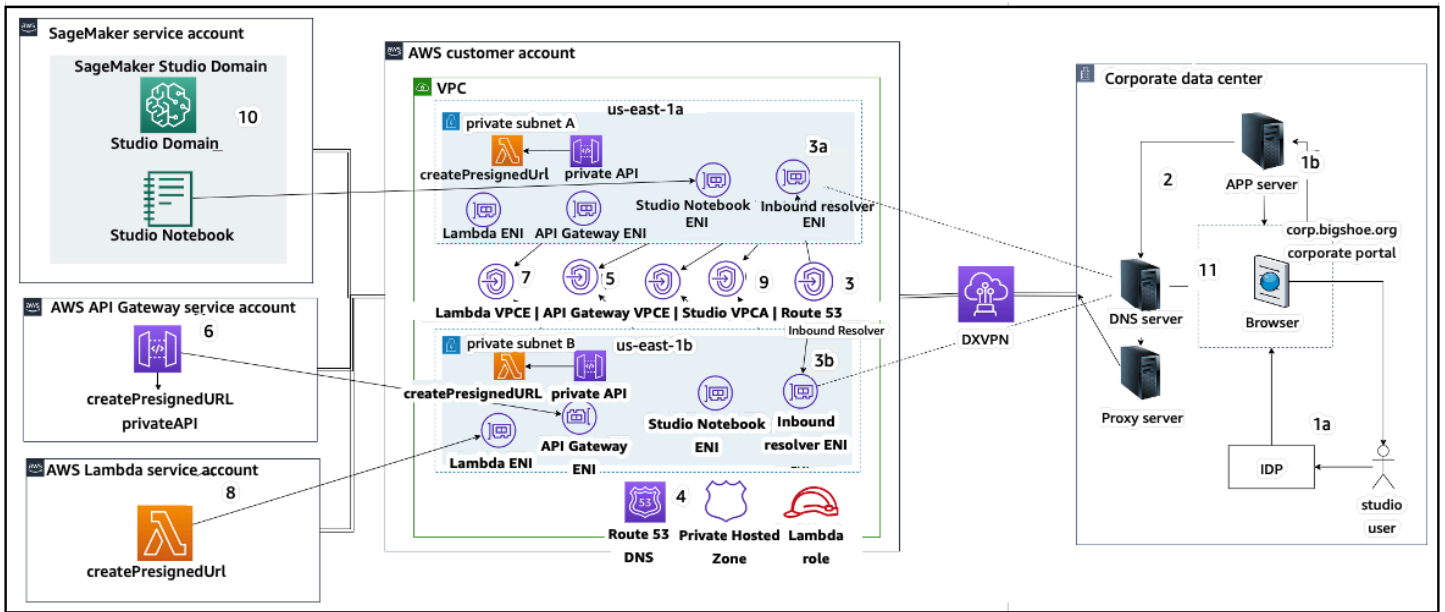 aws
SageMaker service account
SageMaker Studio Domain
10
Studio Domain
Studio Notebook
aws
AWS API Gateway service account
6
createPresignedURL
privateAPI
aws
AWS Lambda service account
8
createPresignedUrl
aws
AWS customer account
VPC
us-east-1a
private subnet A
3a
createPresignedUrl
private API
Studio Notebook
ENI
Inbound resolver
ENI
Lambda ENI
API Gateway ENI
7
5
9
3
Lambda VPCE | API Gateway VPCE | Studio VPCA | Route 53
Inbound Resolver
private subnet B
us-east-1b
3b
createPresignedURL
private API
Lambda ENI
API Gateway
ENI
Studio Notebook
ENI
Inbound
resolver ENI
53
4
Route 53
DNS
Private Hosted
Zone
Lambda
role
DXVPN
Corporate data center
2
1b
APP server
corp.bigshoe.org
corporate portal
11
DNS server
Browser
Proxy server
1a
IDP
studio
user